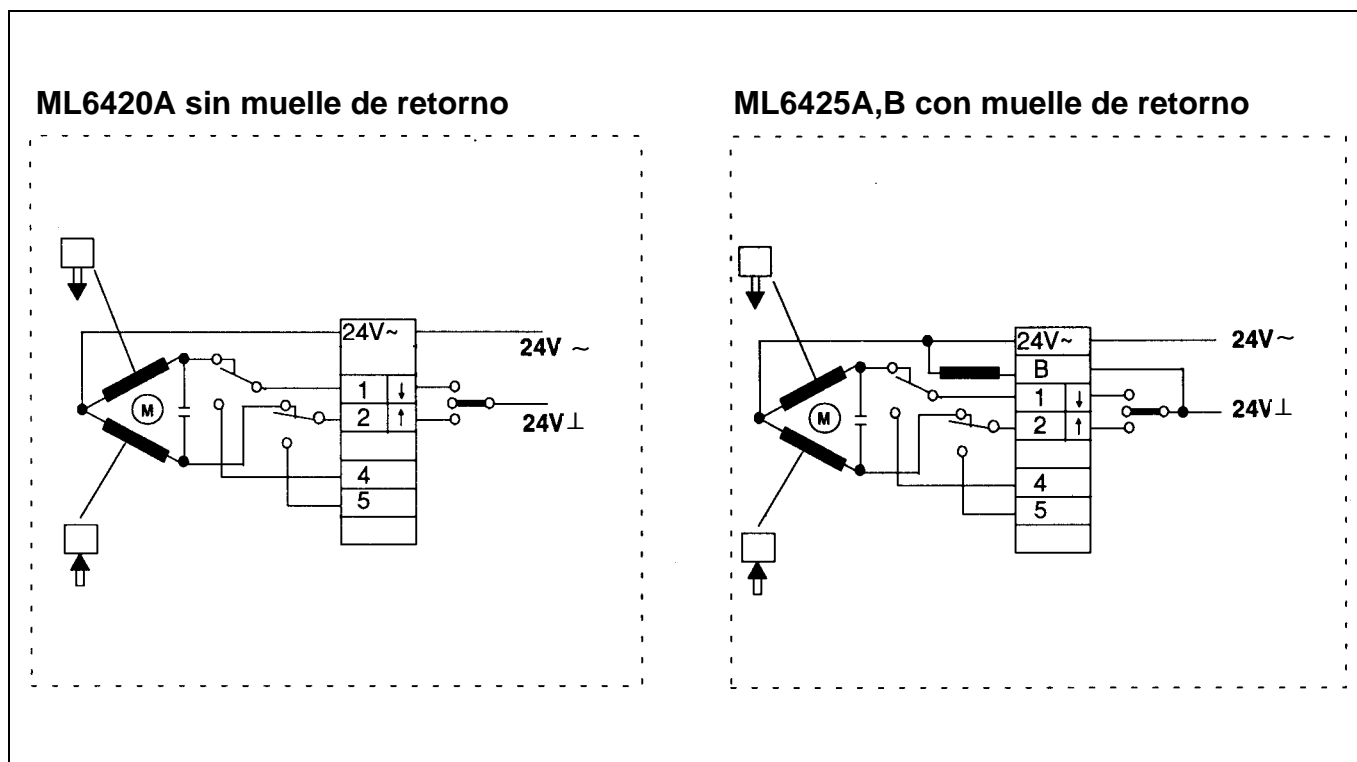 ML6420A sin muelle de retorno
24V~
24V ~
1 ↓
2 ↑
24V⊥
4
5
M
ML6425A,B con muelle de retorno
24V~
24V ~
B
1 ↓
2 ↑
24V⊥
4
5
M